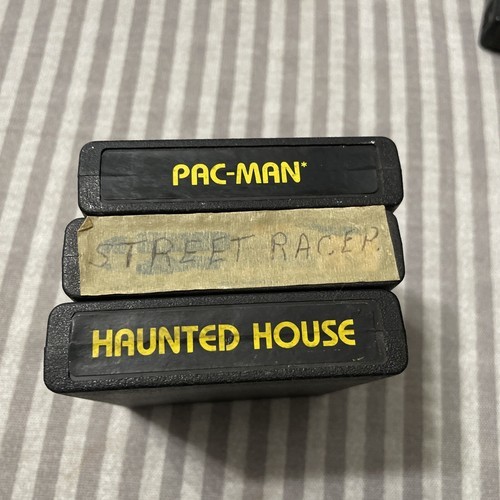 PAC-MAN*
STREET RACER
HAUNTED HOUSE